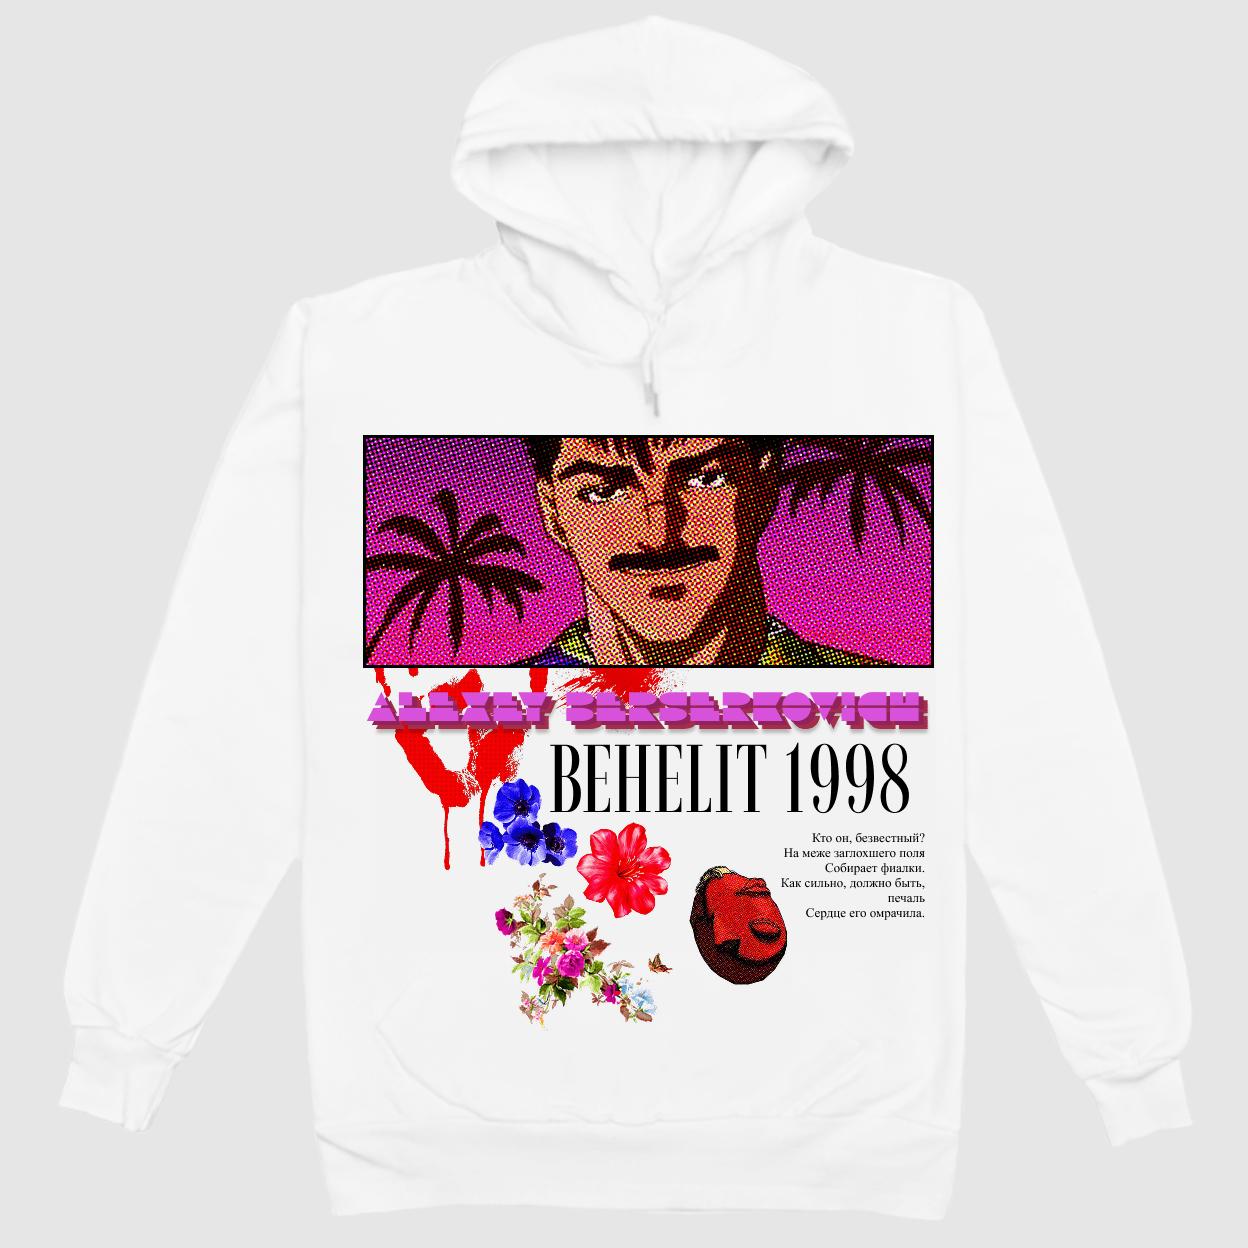 ALEXEY BERSERKOVICH
BEHELIT 1998
Кто он, безвестный?
На меже заглохшего поля
Собирает фиалки.
Как сильно, должно быть,
печаль
Сердце его омрачила.